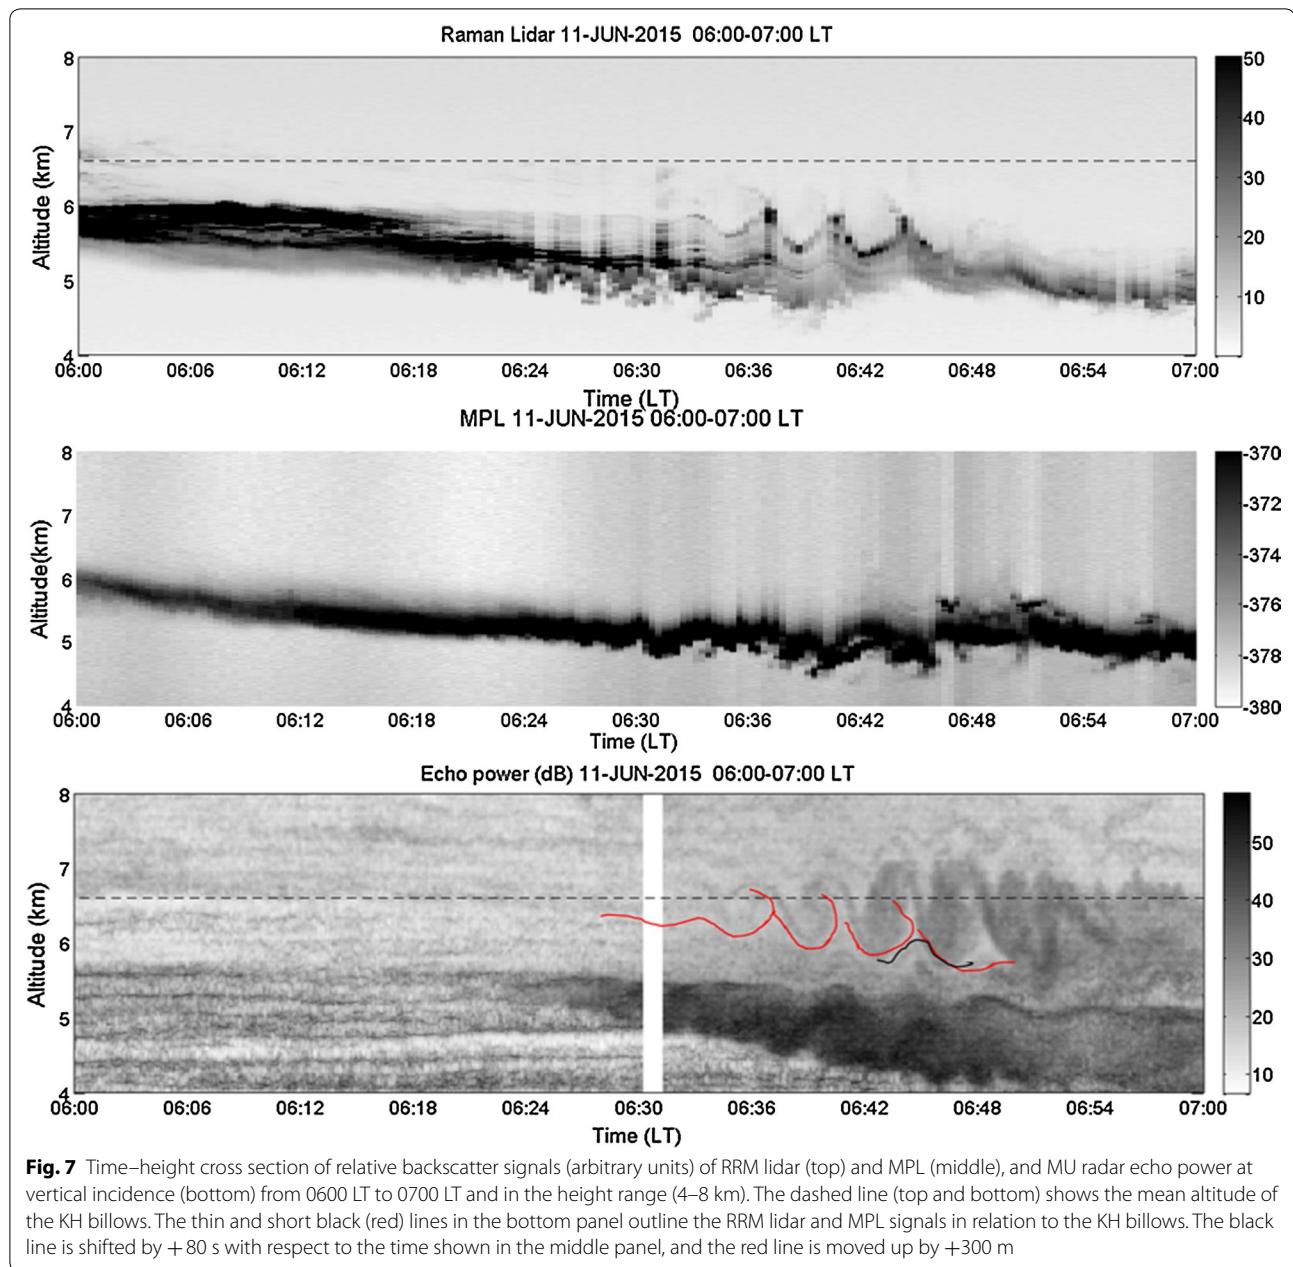 Raman Lidar 11-JUN-2015 06:00-07:00 LT
8
7
6
5
4
Altitude (km)
50
40
30
20
10
06:00 06:06 06:12 06:18 06:24 06:30 06:36 06:42 06:48 06:54 07:00
Time (LT)
MPL 11-JUN-2015 06:00-07:00 LT
8
7
6
5
4
Altitude(km)
-370
-372
-374
-376
-378
-380
06:00 06:06 06:12 06:18 06:24 06:30 06:36 06:42 06:48 06:54 07:00
Time (LT)
Echo power (dB) 11-JUN-2015 06:00-07:00 LT
8
7
6
5
4
Altitude (km)
50
40
30
20
10
06:00 06:06 06:12 06:18 06:24 06:30 06:36 06:42 06:48 06:54 07:00
Time (LT)
Fig. 7 Time–height cross section of relative backscatter signals (arbitrary units) of RRM lidar (top) and MPL (middle), and MU radar echo power at
vertical incidence (bottom) from 0600 LT to 0700 LT and in the height range (4–8 km). The dashed line (top and bottom) shows the mean altitude of
the KH billows. The thin and short black (red) lines in the bottom panel outline the RRM lidar and MPL signals in relation to the KH billows. The black
line is shifted by +80 s with respect to the time shown in the middle panel, and the red line is moved up by +300 m